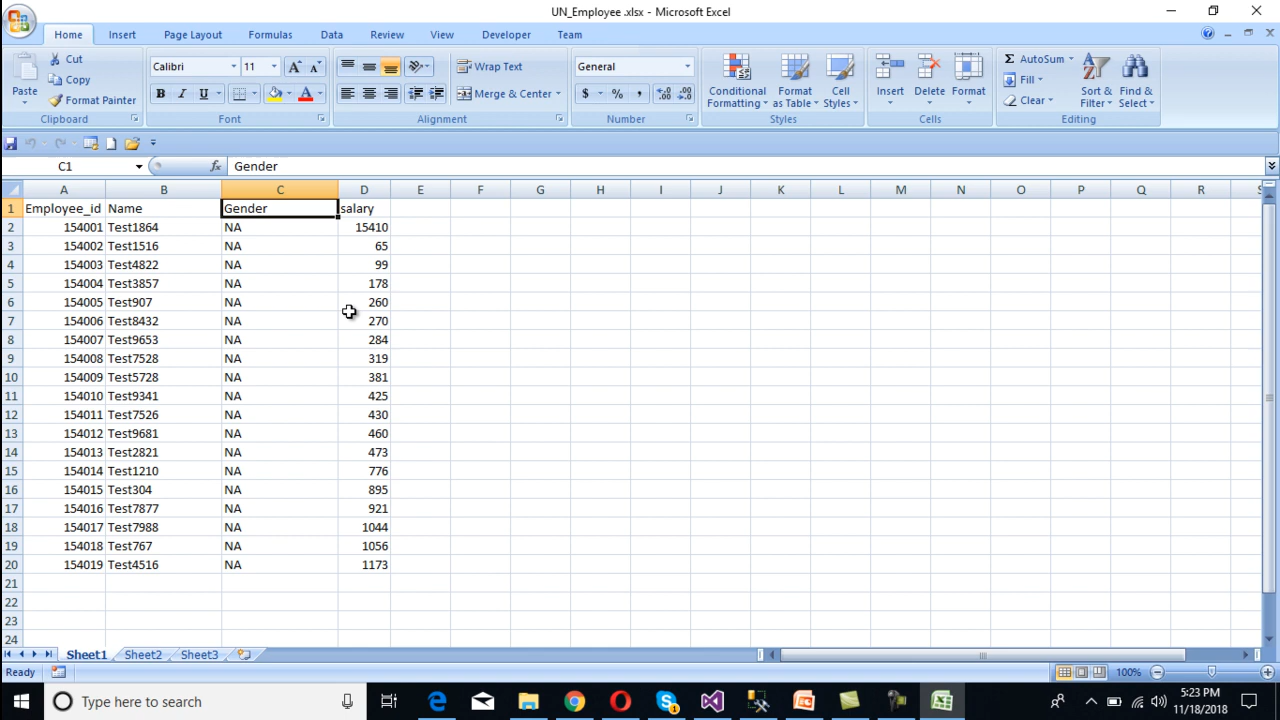 UN_Employee .xlsx - Microsoft Excel
Home Insert Page Layout Formulas Data Review View Developer Team
Paste Cut Copy Format Painter Clipboard
Calibri 11 A A B I U A Font
Wrap Text Merge & Center Alignment
General $ % , .0 .00 .00 .0 Number
Conditional Formatting Format as Table Cell Styles Styles
Insert Delete Format Cells
Σ AutoSum Fill Clear Sort & Filter Find & Select Editing
C1 fx Gender
A B C D E F G H I J K L M N O P Q R S
1 Employee_id Name Gender salary
2 154001 Test1864 NA 15410
3 154002 Test1516 NA 65
4 154003 Test4822 NA 99
5 154004 Test3857 NA 178
6 154005 Test907 NA 260
7 154006 Test8432 NA 270
8 154007 Test9653 NA 284
9 154008 Test7528 NA 319
10 154009 Test5728 NA 381
11 154010 Test9341 NA 425
12 154011 Test7526 NA 430
13 154012 Test9681 NA 460
14 154013 Test2821 NA 473
15 154014 Test1210 NA 776
16 154015 Test304 NA 895
17 154016 Test7877 NA 921
18 154017 Test7988 NA 1044
19 154018 Test767 NA 1056
20 154019 Test4516 NA 1173
21
22
23
24
Sheet1 Sheet2 Sheet3
Ready 100%
Type here to search 5:23 PM
11/18/2018